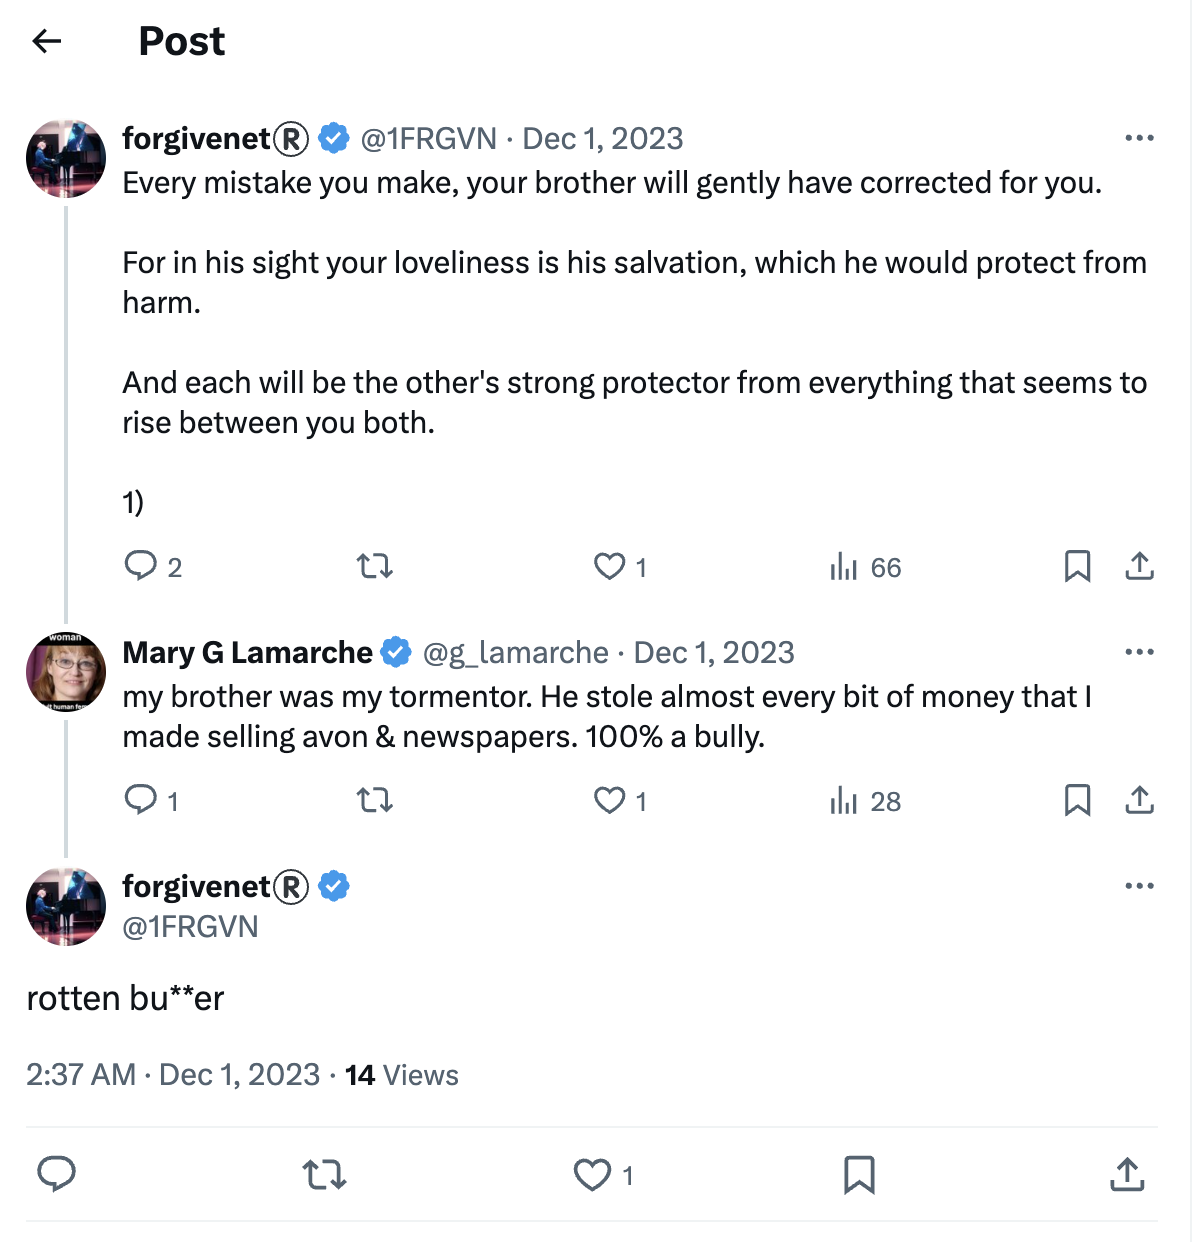 Post
forgivenet® @1FRGVN · Dec 1, 2023
Every mistake you make, your brother will gently have corrected for you.
For in his sight your loveliness is his salvation, which he would protect from
harm.
And each will be the other's strong protector from everything that seems to
rise between you both.
1)
2 1 66
woman
Mary G Lamarche @g_lamarche · Dec 1, 2023
my brother was my tormentor. He stole almost every bit of money that I
made selling avon & newspapers. 100% a bully.
1 1 28
forgivenet®
@1FRGVN
rotten bu**er
2:37 AM · Dec 1, 2023 · 14 Views
1